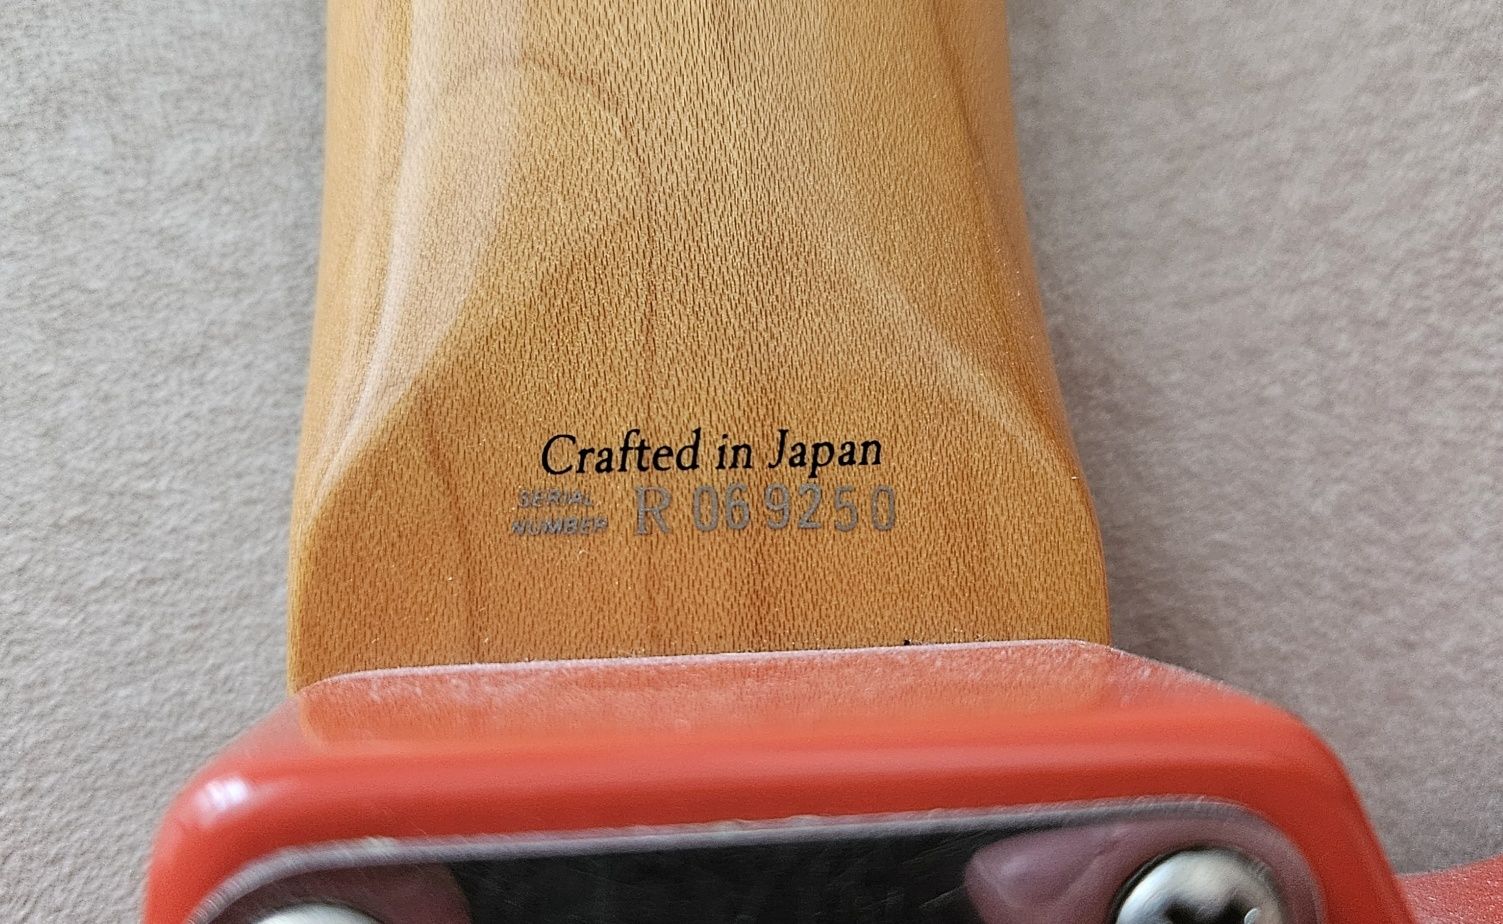 Crafted in Japan
SERIAL
NUMBER R 069250